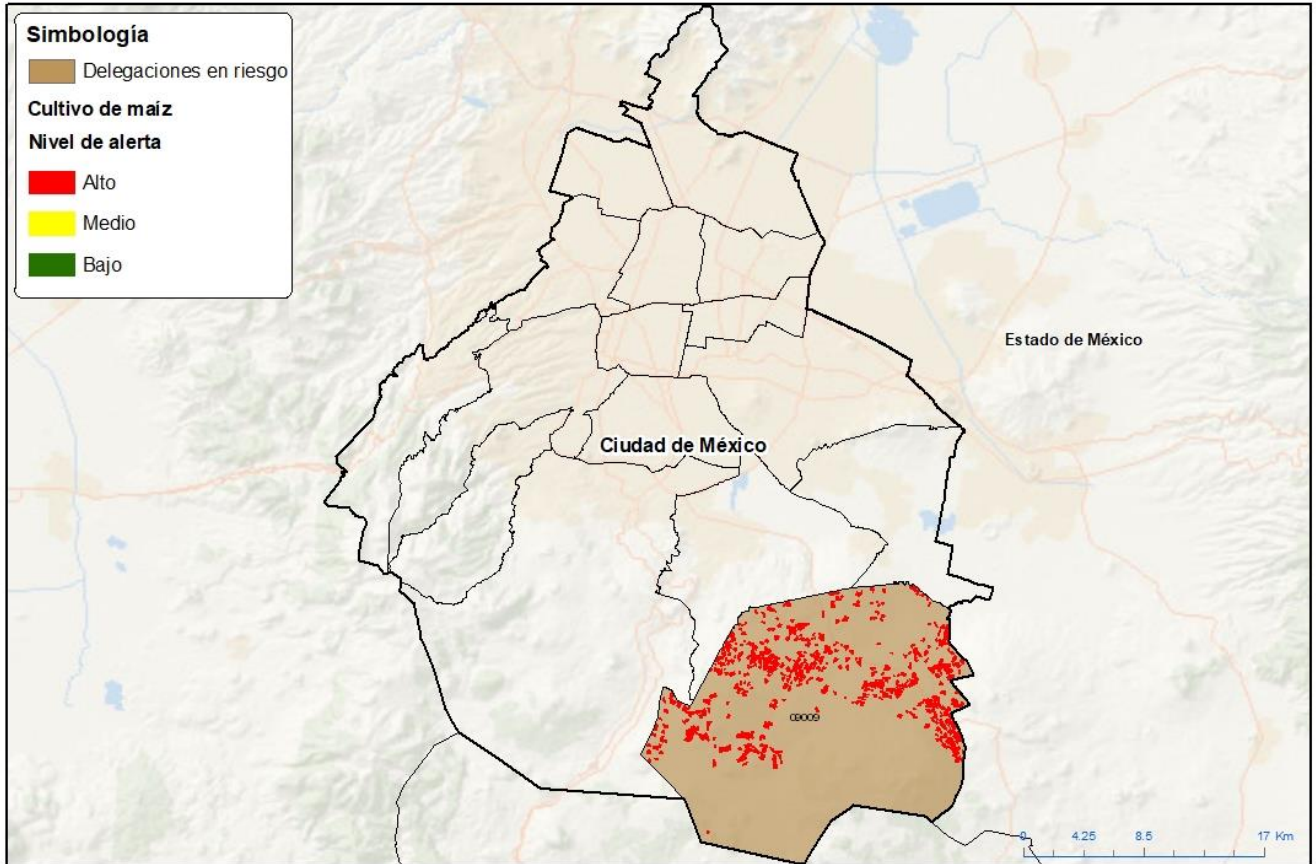 Simbología
Delegaciones en riesgo
Cultivo de maíz
Nivel de alerta
Alto
Medio
Bajo
Estado de México
Ciudad de México
09009
0 4.25 8.5 17 Km